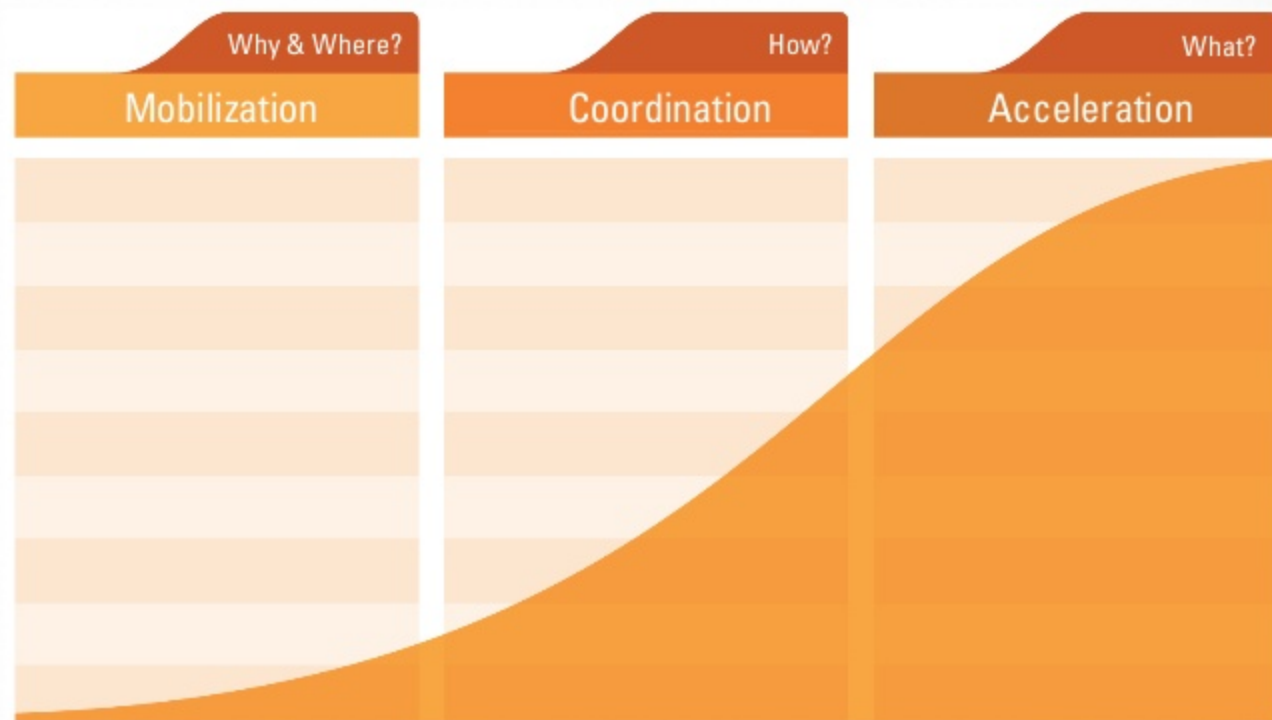 Why & Where?
Mobilization
How?
Coordination
What?
Acceleration